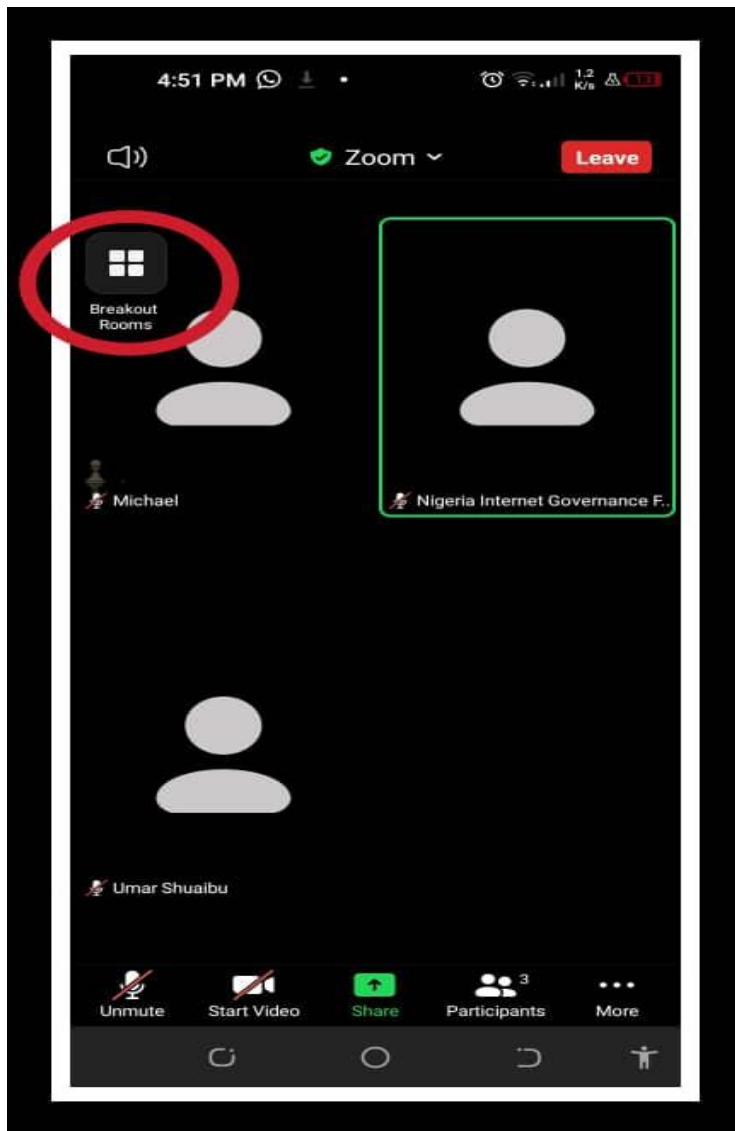 4:51 PM
1.2
K/s
Zoom
Leave
Breakout
Rooms
Michael
Nigeria Internet Governance F..
Umar Shuaibu
3
Unmute
Start Video
Share
Participants
More